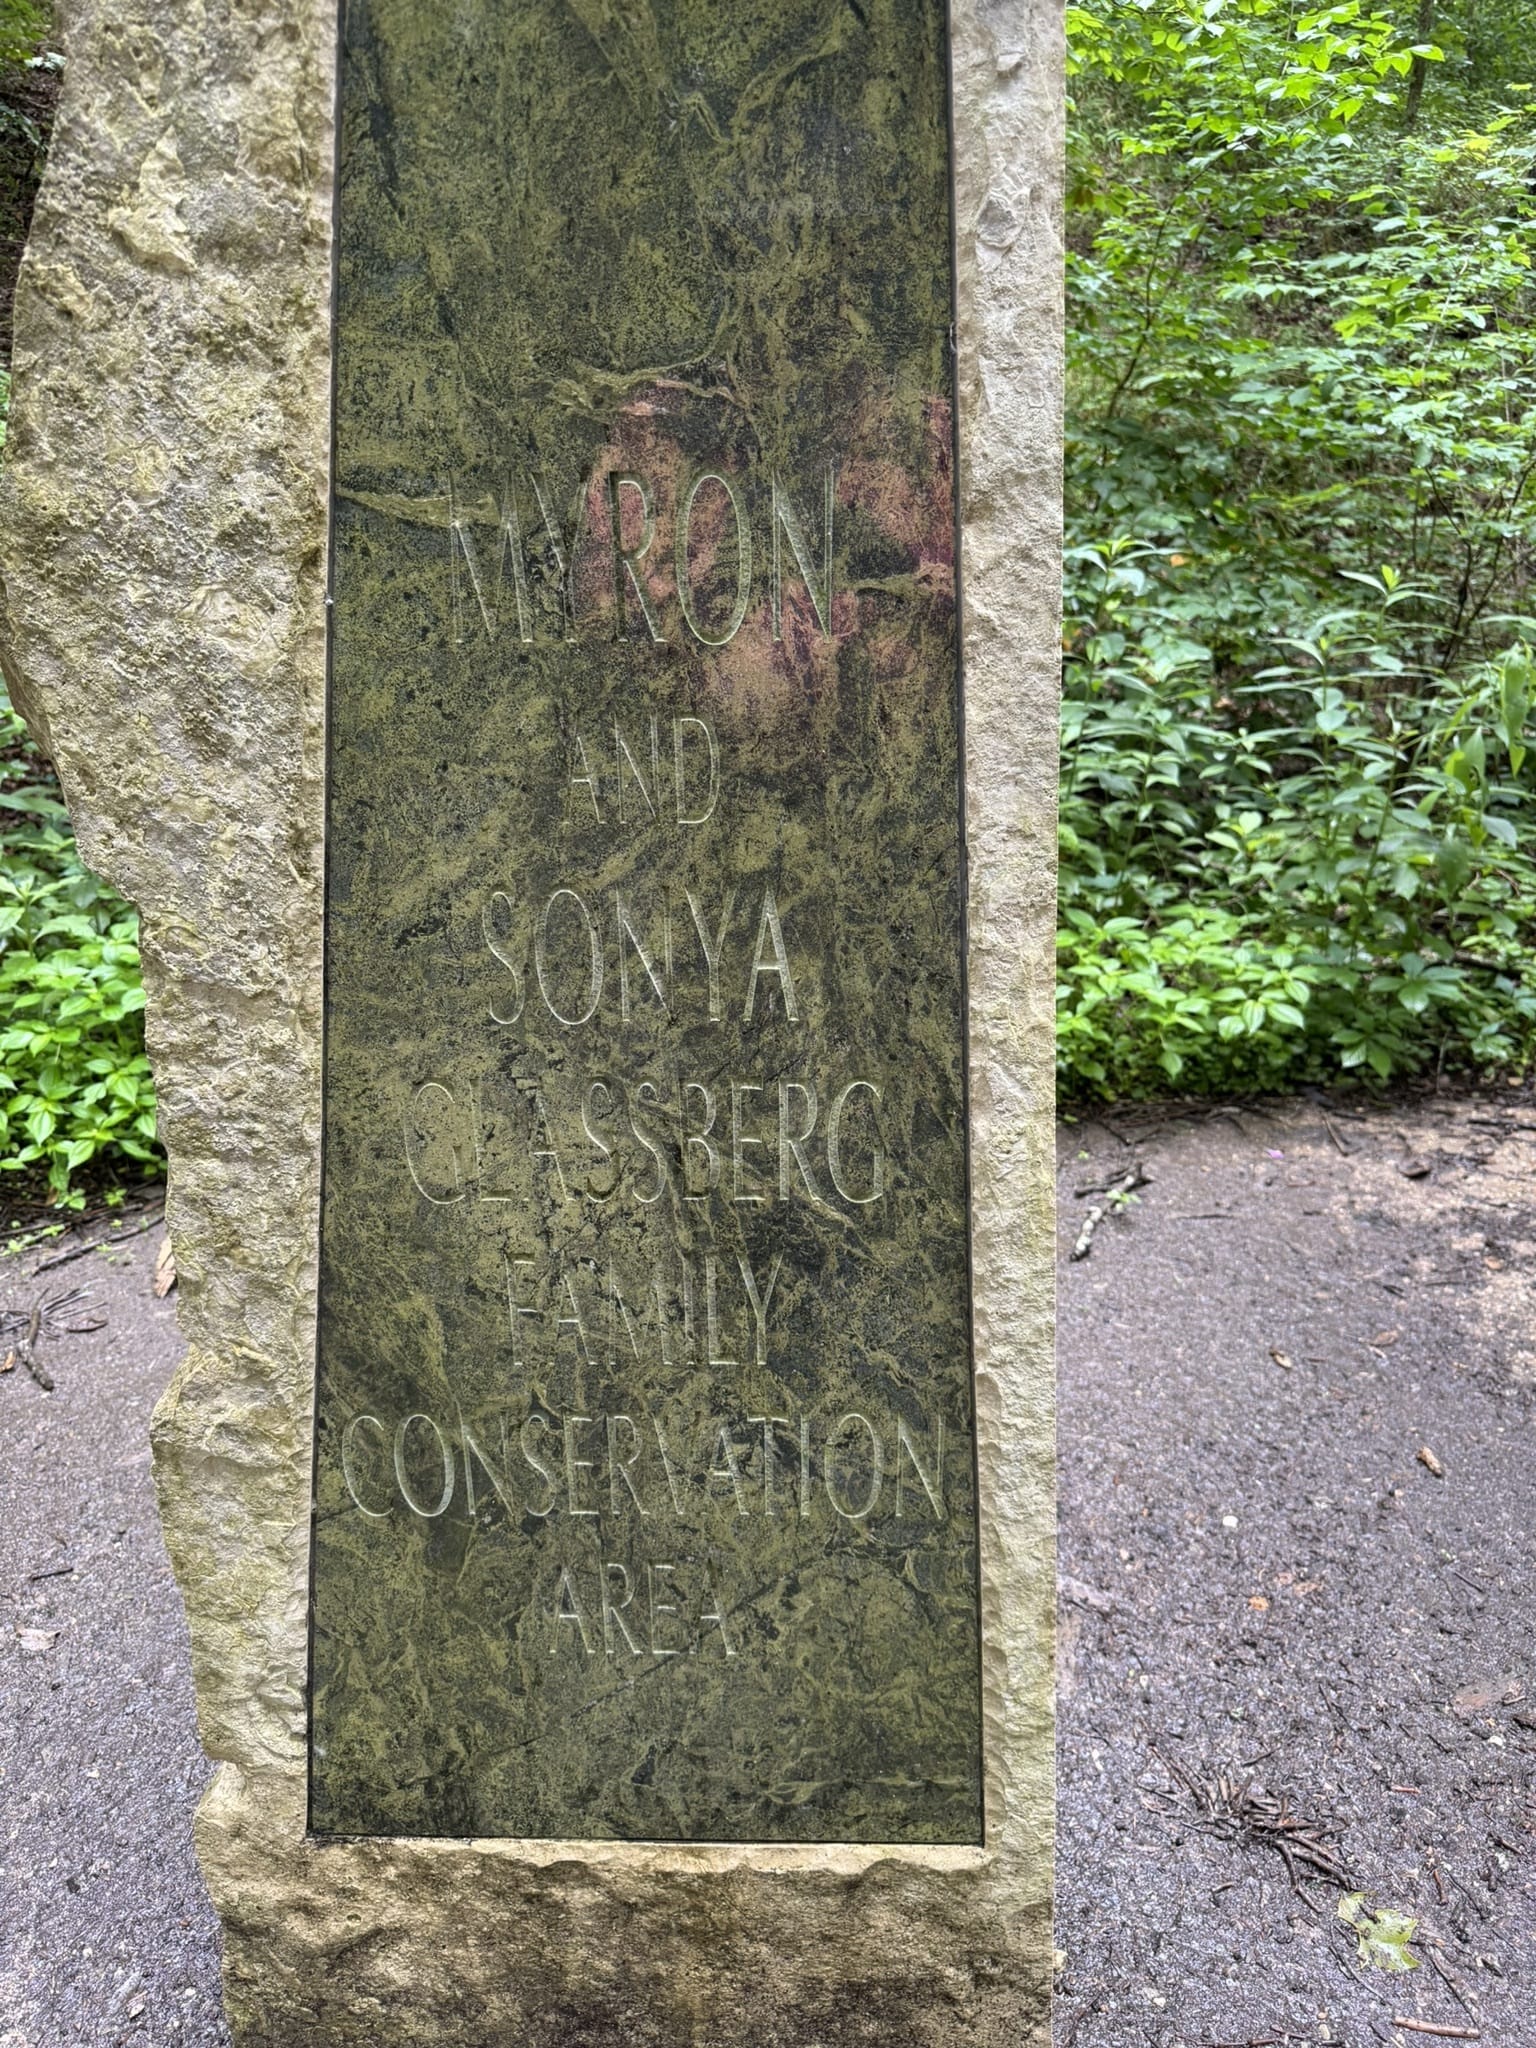 MYRON
AND
SONYA
GLASSBERG
FAMILY
CONSERVATION
AREA